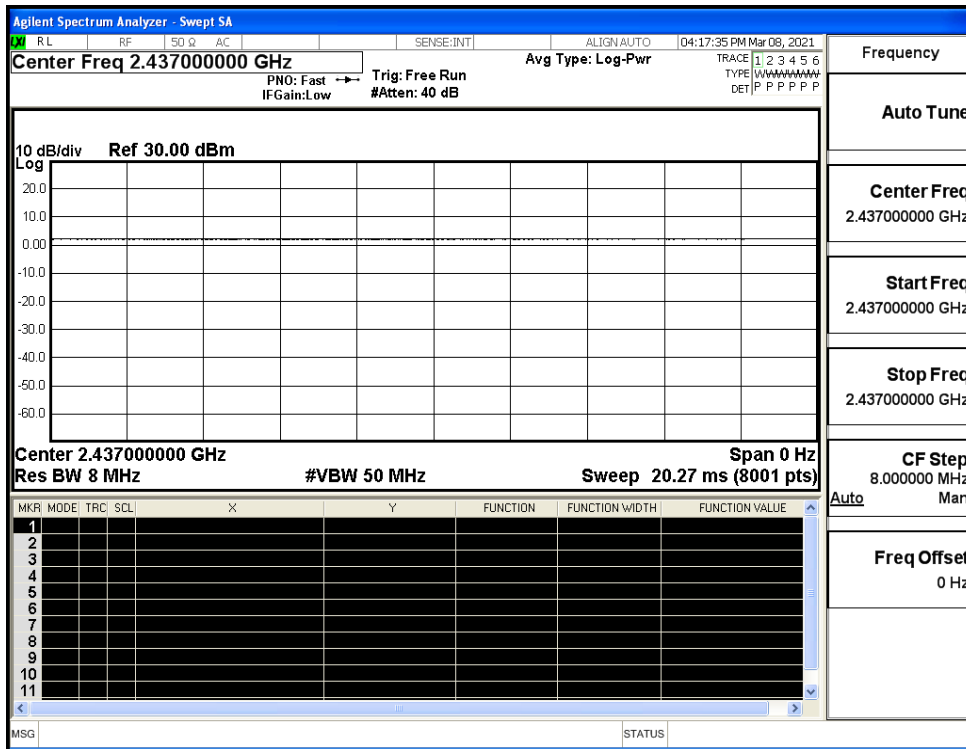 Agilent Spectrum Analyzer - Swept SA
LXI RL RF 50 Ω AC SENSE:INT ALIGN AUTO 04:17:35 PM Mar 08, 2021
Center Freq 2.437000000 GHz
PNO: Fast
IFGain:Low
Trig: Free Run
#Atten: 40 dB
Avg Type: Log-Pwr
TRACE 1 2 3 4 5 6
TYPE WWWWWW
DET P P P P P P
10 dB/div Ref 30.00 dBm
Log
20.0
10.0
0.00
-10.0
-20.0
-30.0
-40.0
-50.0
-60.0
Center 2.437000000 GHz Span 0 Hz
Res BW 8 MHz #VBW 50 MHz Sweep 20.27 ms (8001 pts)
MKR MODE TRC SCL X Y FUNCTION FUNCTION WIDTH FUNCTION VALUE
1
2
3
4
5
6
7
8
9
10
11
MSG STATUS
Frequency
Auto Tune
Center Freq
2.437000000 GHz
Start Freq
2.437000000 GHz
Stop Freq
2.437000000 GHz
CF Step
8.000000 MHz
Auto Man
Freq Offset
0 Hz